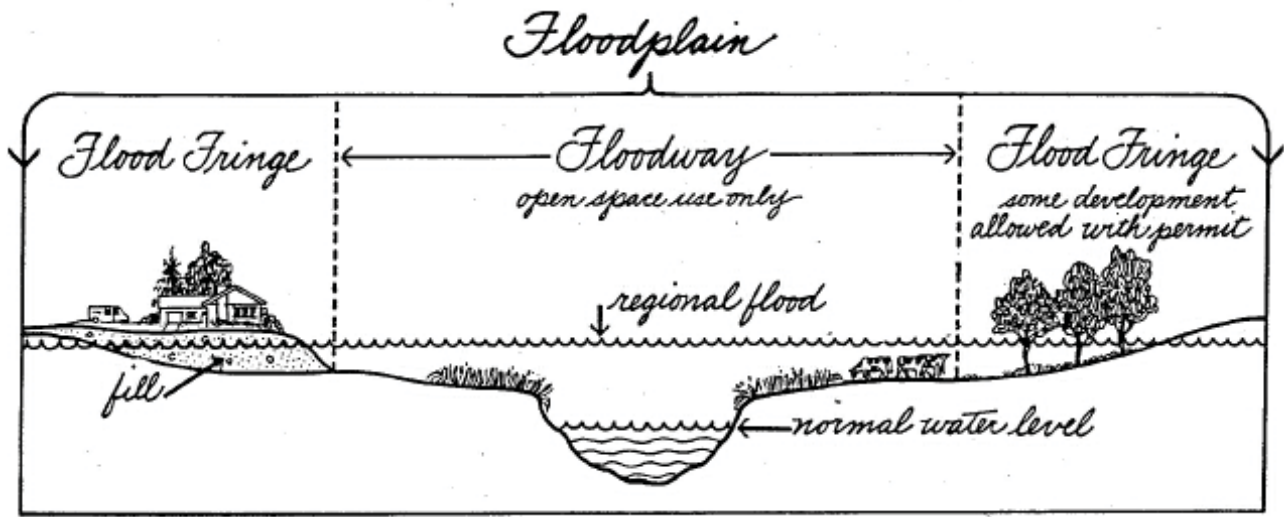 Floodplain
Flood Fringe
Floodway
open space use only
Flood Fringe
some development
allowed with permit
regional flood
fill
normal water level